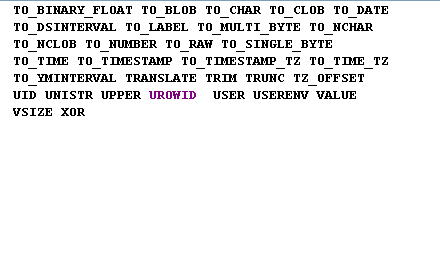 TO_BINARY_FLOAT TO_BLOB TO_CHAR TO_CLOB TO_DATE
TO_DSINTERVAL TO_LABEL TO_MULTI_BYTE TO_NCHAR
TO_NCLOB TO_NUMBER TO_RAW TO_SINGLE_BYTE
TO_TIME TO_TIMESTAMP TO_TIMESTAMP_TZ TO_TIME_TZ
TO_YMINTERVAL TRANSLATE TRIM TRUNC TZ_OFFSET
UID UNISTR UPPER UROWID USER USERENV VALUE
VSIZE XOR